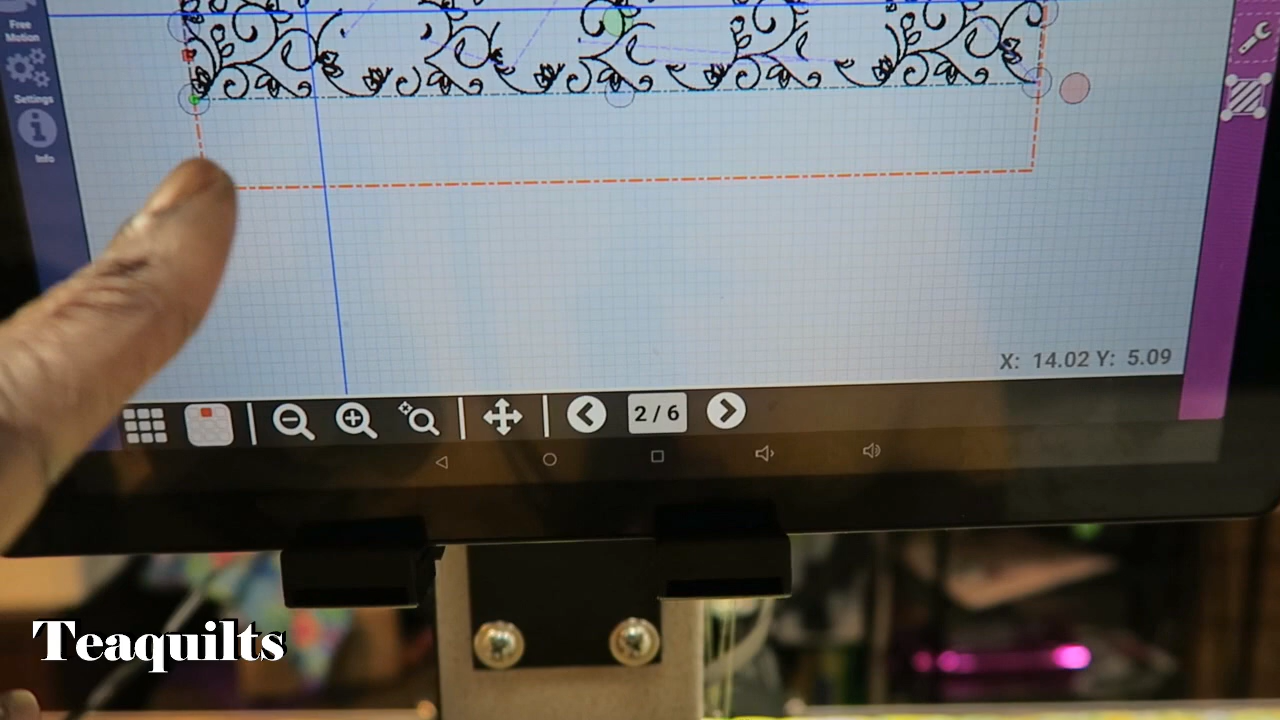 Free
Motion
Settings
Info
X: 14.02 Y: 5.09
2 / 6
Teaquilts